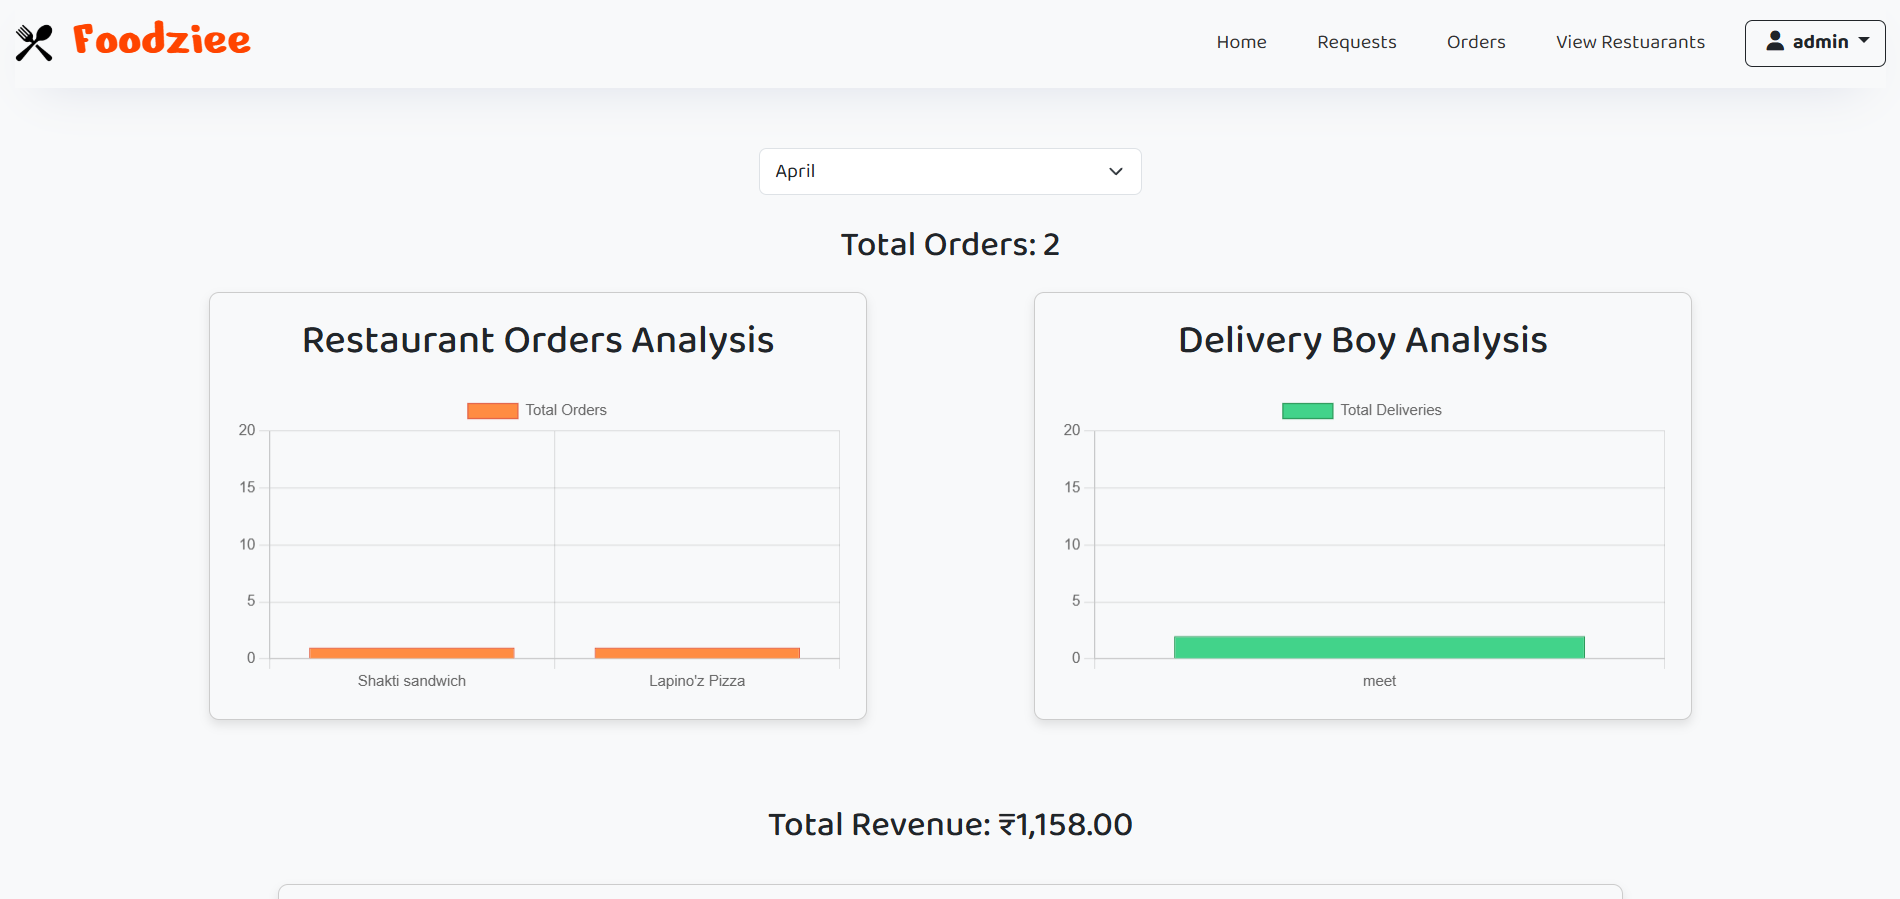 Foodziee
Home Requests Orders View Restuarants admin
April
Total Orders: 2
Restaurant Orders Analysis
Total Orders
20
15
10
5
0
Shakti sandwich Lapino'z Pizza
Delivery Boy Analysis
Total Deliveries
20
15
10
5
0
meet
Total Revenue: ₹1,158.00